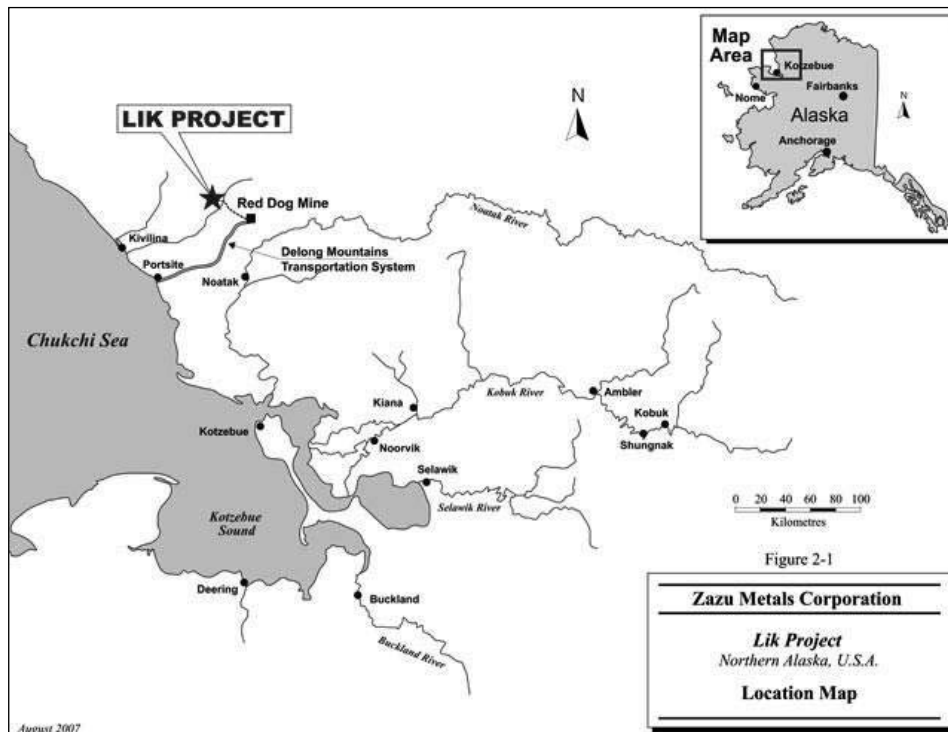 Map
Area
Kotzebue
Fairbanks
Nome
Alaska
N
Anchorage
N
LIK PROJECT
Red Dog Mine
Noatak River
Kivilina
Delong Mountains
Transportation System
Portsite
Noatak
Chukchi Sea
Kobuk River
Ambler
Kiana
Kobuk
Kotzebue
Noorvik
Shungnak
Selawik
Selawik River
0 20 40 60 80 100
Kilometres
Kotzebue
Sound
Figure 2-1
Deering
Buckland
Buckland River
Zazu Metals Corporation
Lik Project
Northern Alaska, U.S.A.
Location Map
August 2007